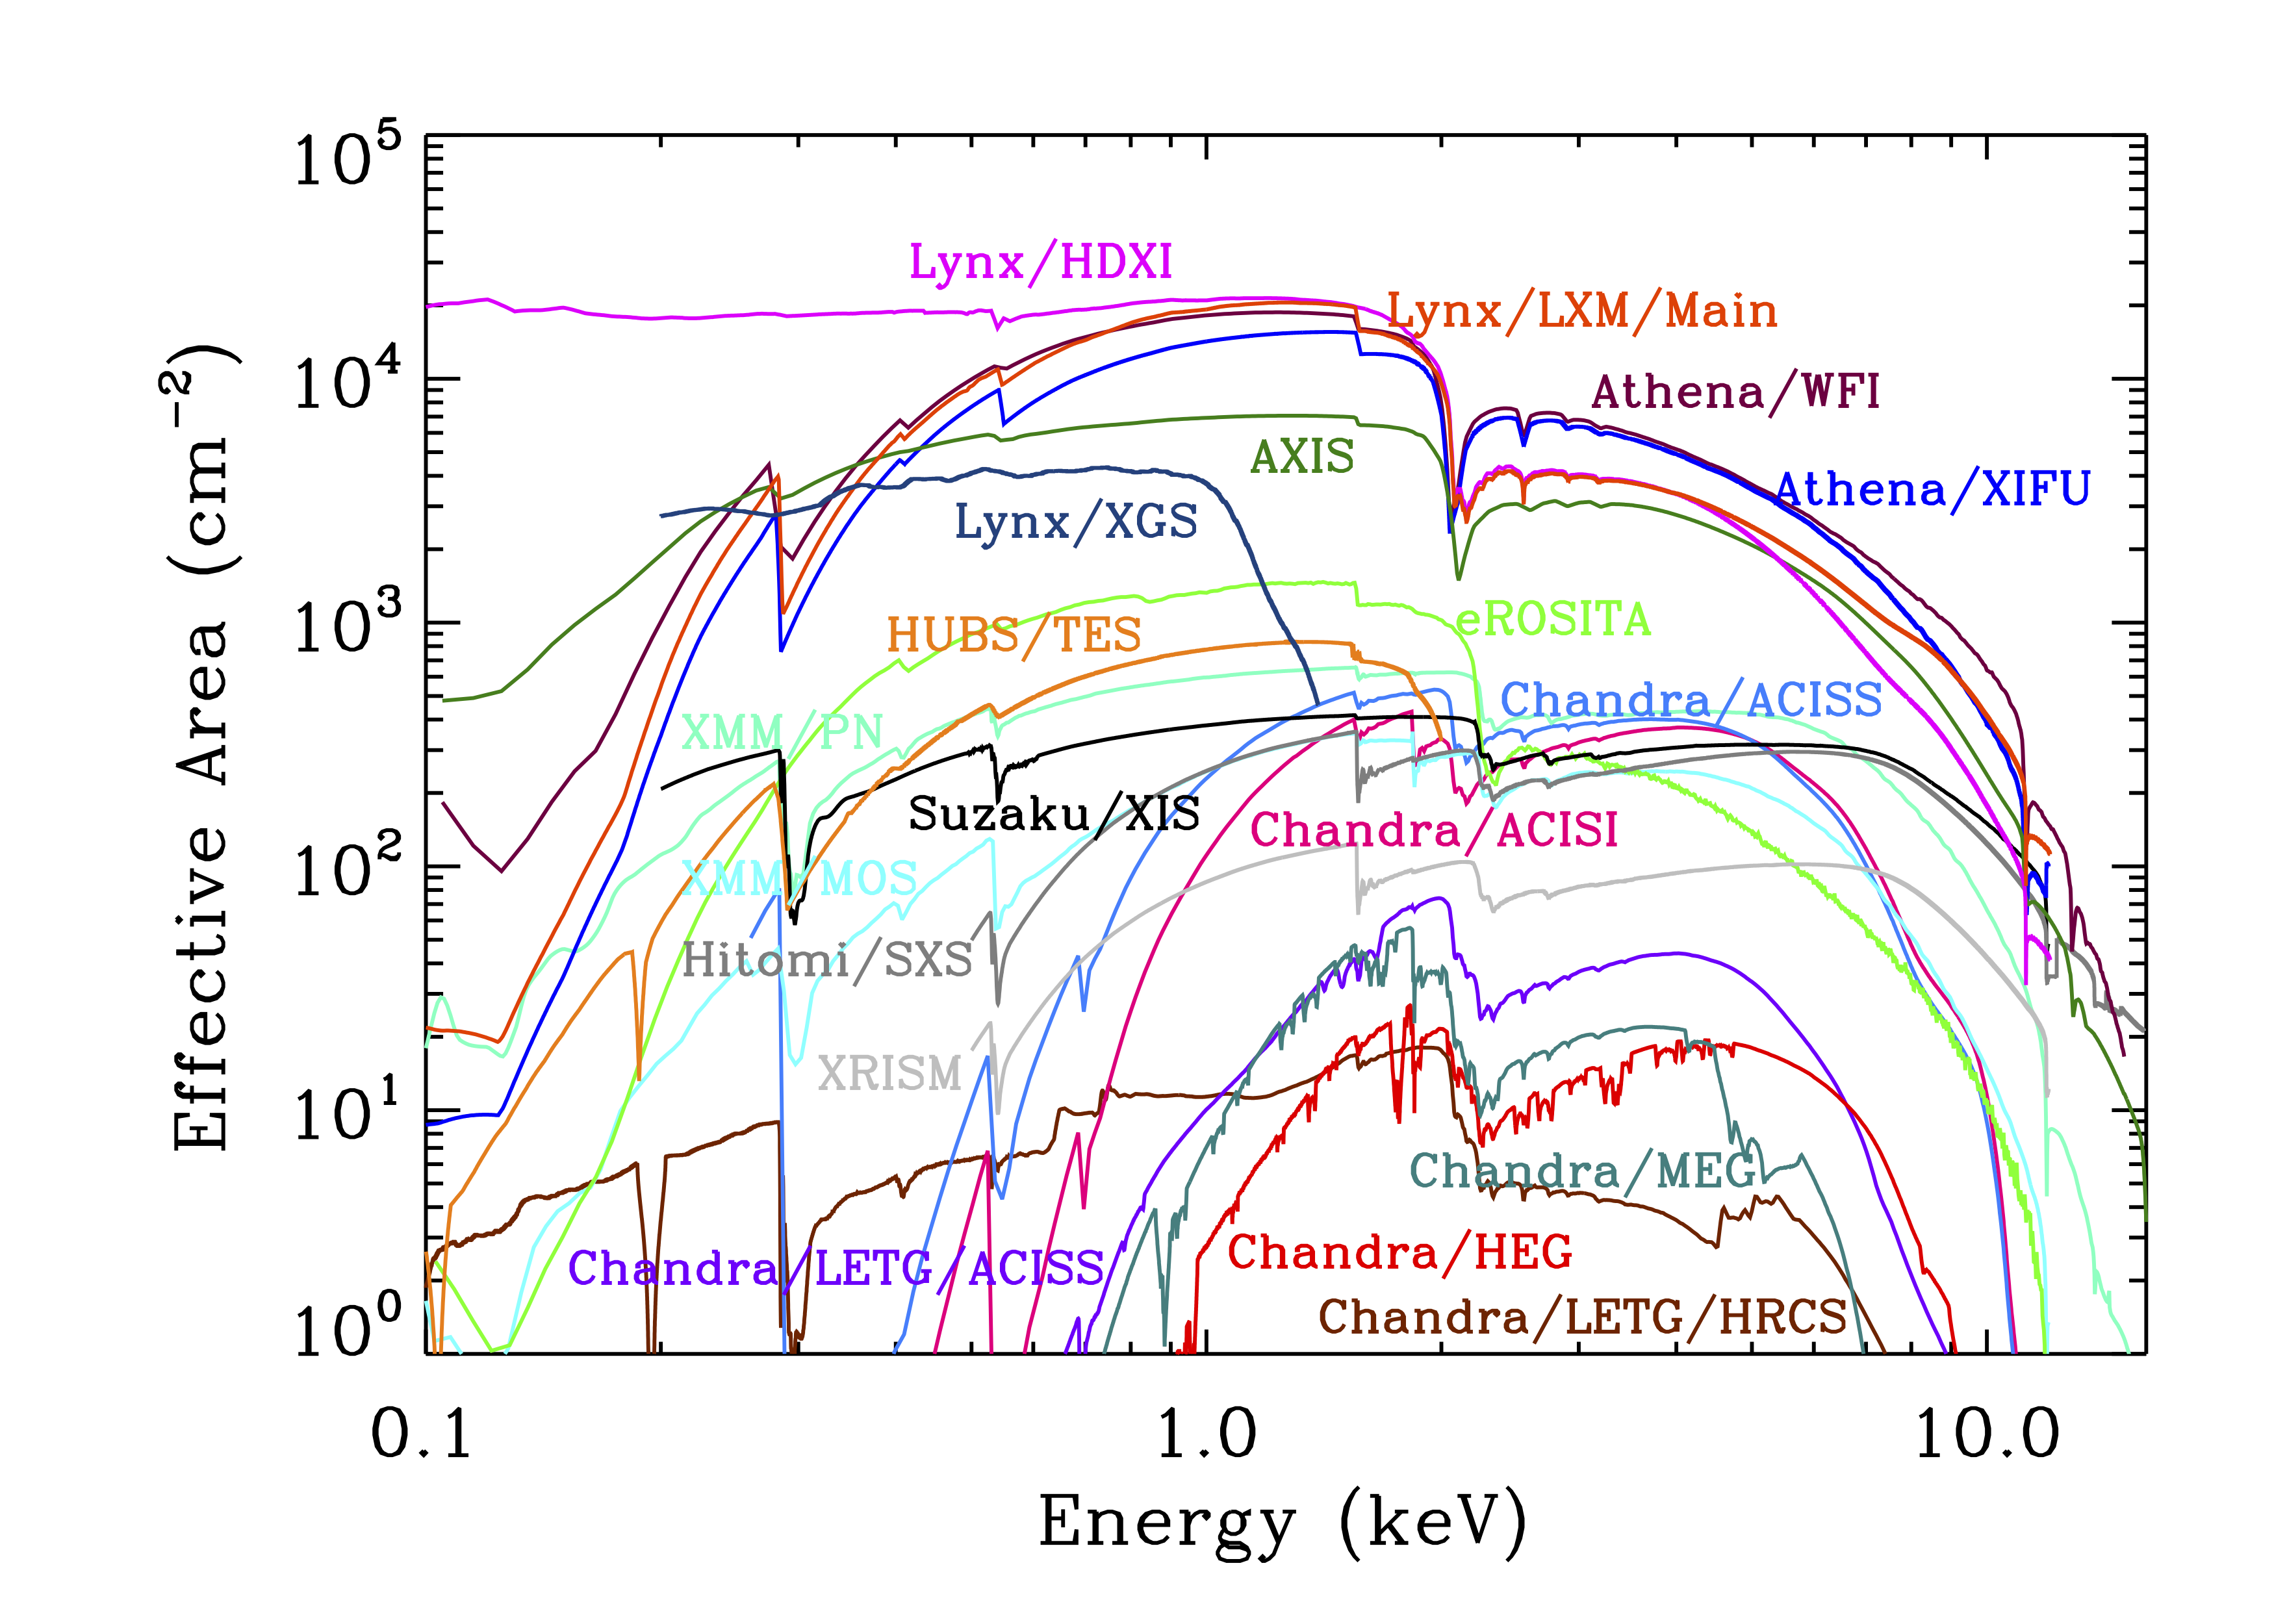 10^5
Lynx/HDXI
Lynx/LXM/Main
10^4
Athena/WFI
AXIS
Athena/XIFU
Lynx/XGS
10^3
HUBS/TES
eROSITA
XMM/PN
Chandra/ACISS
Suzaku/XIS
Chandra/ACISI
10^2
XMM/MOS
Hitomi/SXS
XRISM
10^1
Chandra/MEG
Chandra/LETG/ACISS
Chandra/HEG
Chandra/LETG/HRCS
10^0
0.1 1.0 10.0
Energy (keV)
Effective Area (cm^-2)